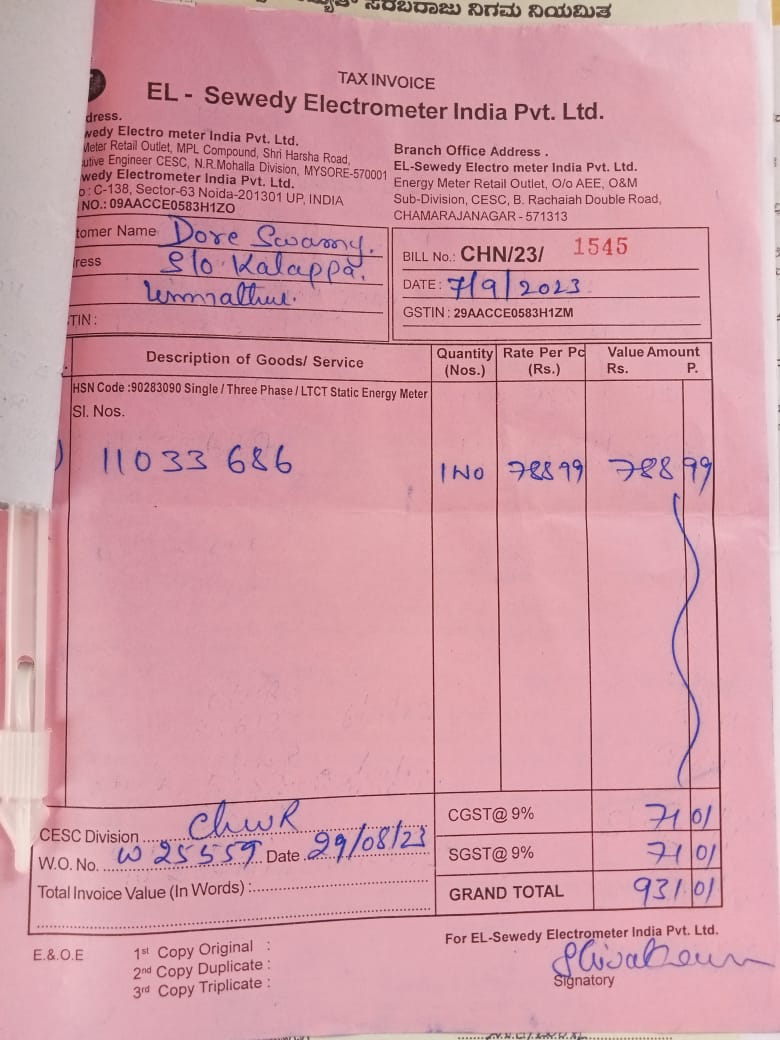 ಸರಬರಾಜು ನಿಗಮ ನಿಯಮಿತ
TAX INVOICE
EL - Sewedy Electrometer India Pvt. Ltd.
dress.
wedy Electro meter India Pvt. Ltd.
Meter Retail Outlet, MPL Compound, Shri Harsha Road,
utive Engineer CESC, N.R.Mohalla Division, MYSORE-570001
wedy Electrometer India Pvt. Ltd.
: C-138, Sector-63 Noida-201301 UP, INDIA
NO.: 09AACCE0583H1ZO
Branch Office Address .
EL-Sewedy Electro meter India Pvt. Ltd.
Energy Meter Retail Outlet, O/o AEE, O&M
Sub-Division, CESC, B. Rachaiah Double Road,
CHAMARAJANAGAR - 571313
tomer Name Dore Swamy.
ress S/o Kalappa.
Ummathur.
TIN :
BILL No.: CHN/23/ 1545
DATE : 7/9/2023
GSTIN : 29AACCE0583H1ZM
Description of Goods/ Service Quantity (Nos.) Rate Per Pc (Rs.) Value Amount Rs. P.
HSN Code :90283090 Single / Three Phase / LTCT Static Energy Meter
Sl. Nos.
) 11033 686 1 NO 788 99 788 99
CESC Division chwR CGST@ 9% 71 01
W.O. No. W 25559 Date 29/08/23 SGST@ 9% 71 01
Total Invoice Value (In Words) : GRAND TOTAL 931 01
For EL-Sewedy Electrometer India Pvt. Ltd.
E.& O.E
1st Copy Original :
2nd Copy Duplicate :
3rd Copy Triplicate :
Signatory